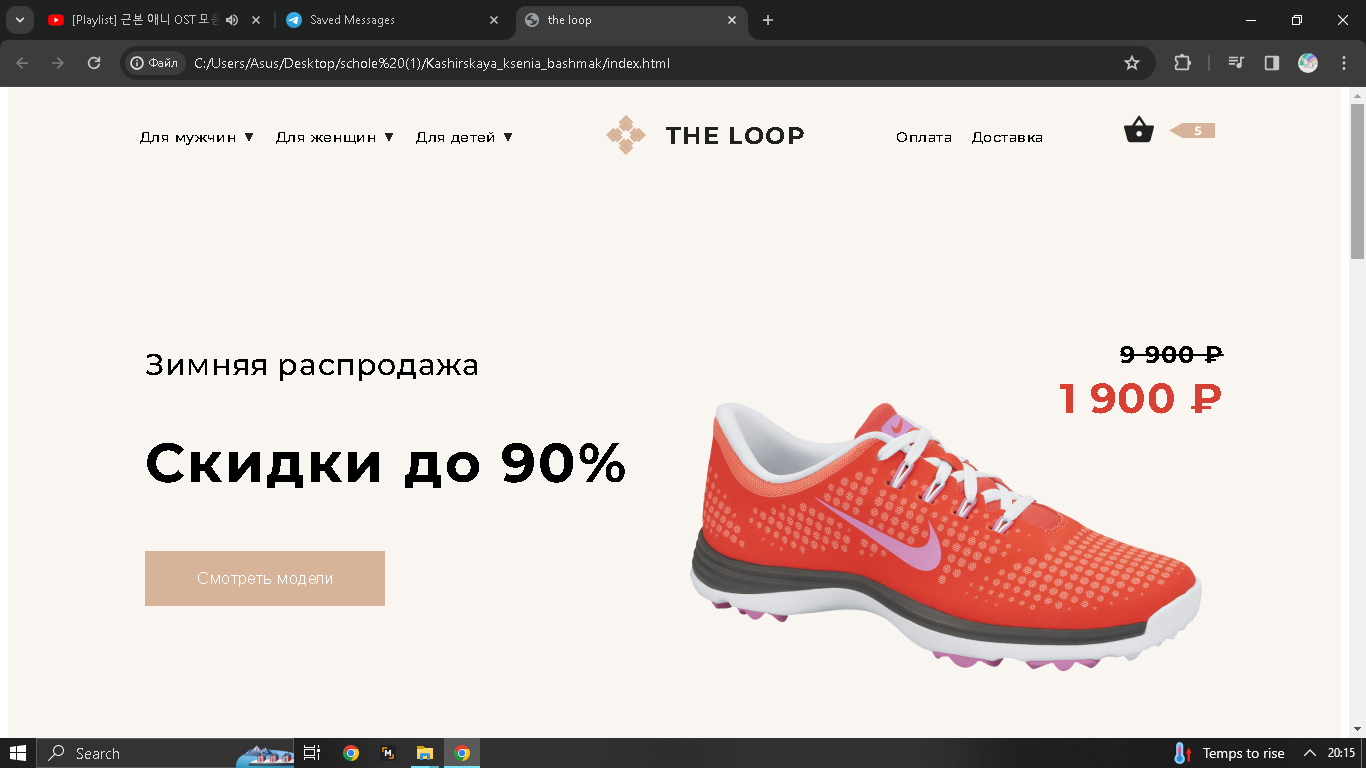 [Playlist] 근본 애니 OST 모음
Saved Messages
the loop
Файл
C:/Users/Asus/Desktop/schole%20(1)/Kashirskaya_ksenia_bashmak/index.html
Для мужчин ▼ Для женщин ▼ Для детей ▼ THE LOOP Оплата Доставка 5
Зимняя распродажа
9 900 ₽
1 900 ₽
Скидки до 90%
Смотреть модели
Search
Temps to rise
20:15